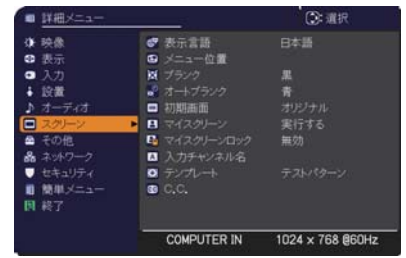 詳細メニュー 選択
映像
表示
入力
設置
オーディオ
スクリーン
その他
ネットワーク
セキュリティ
簡単メニュー
終了
表示言語 日本語
メニュー位置
ブランク 黒
オートブランク 青
初期画面 オリジナル
マイスクリーン 実行する
マイスクリーンロック 無効
入力チャンネル名
テンプレート テストパターン
C.C.
COMPUTER IN 1024 x 768 @60Hz